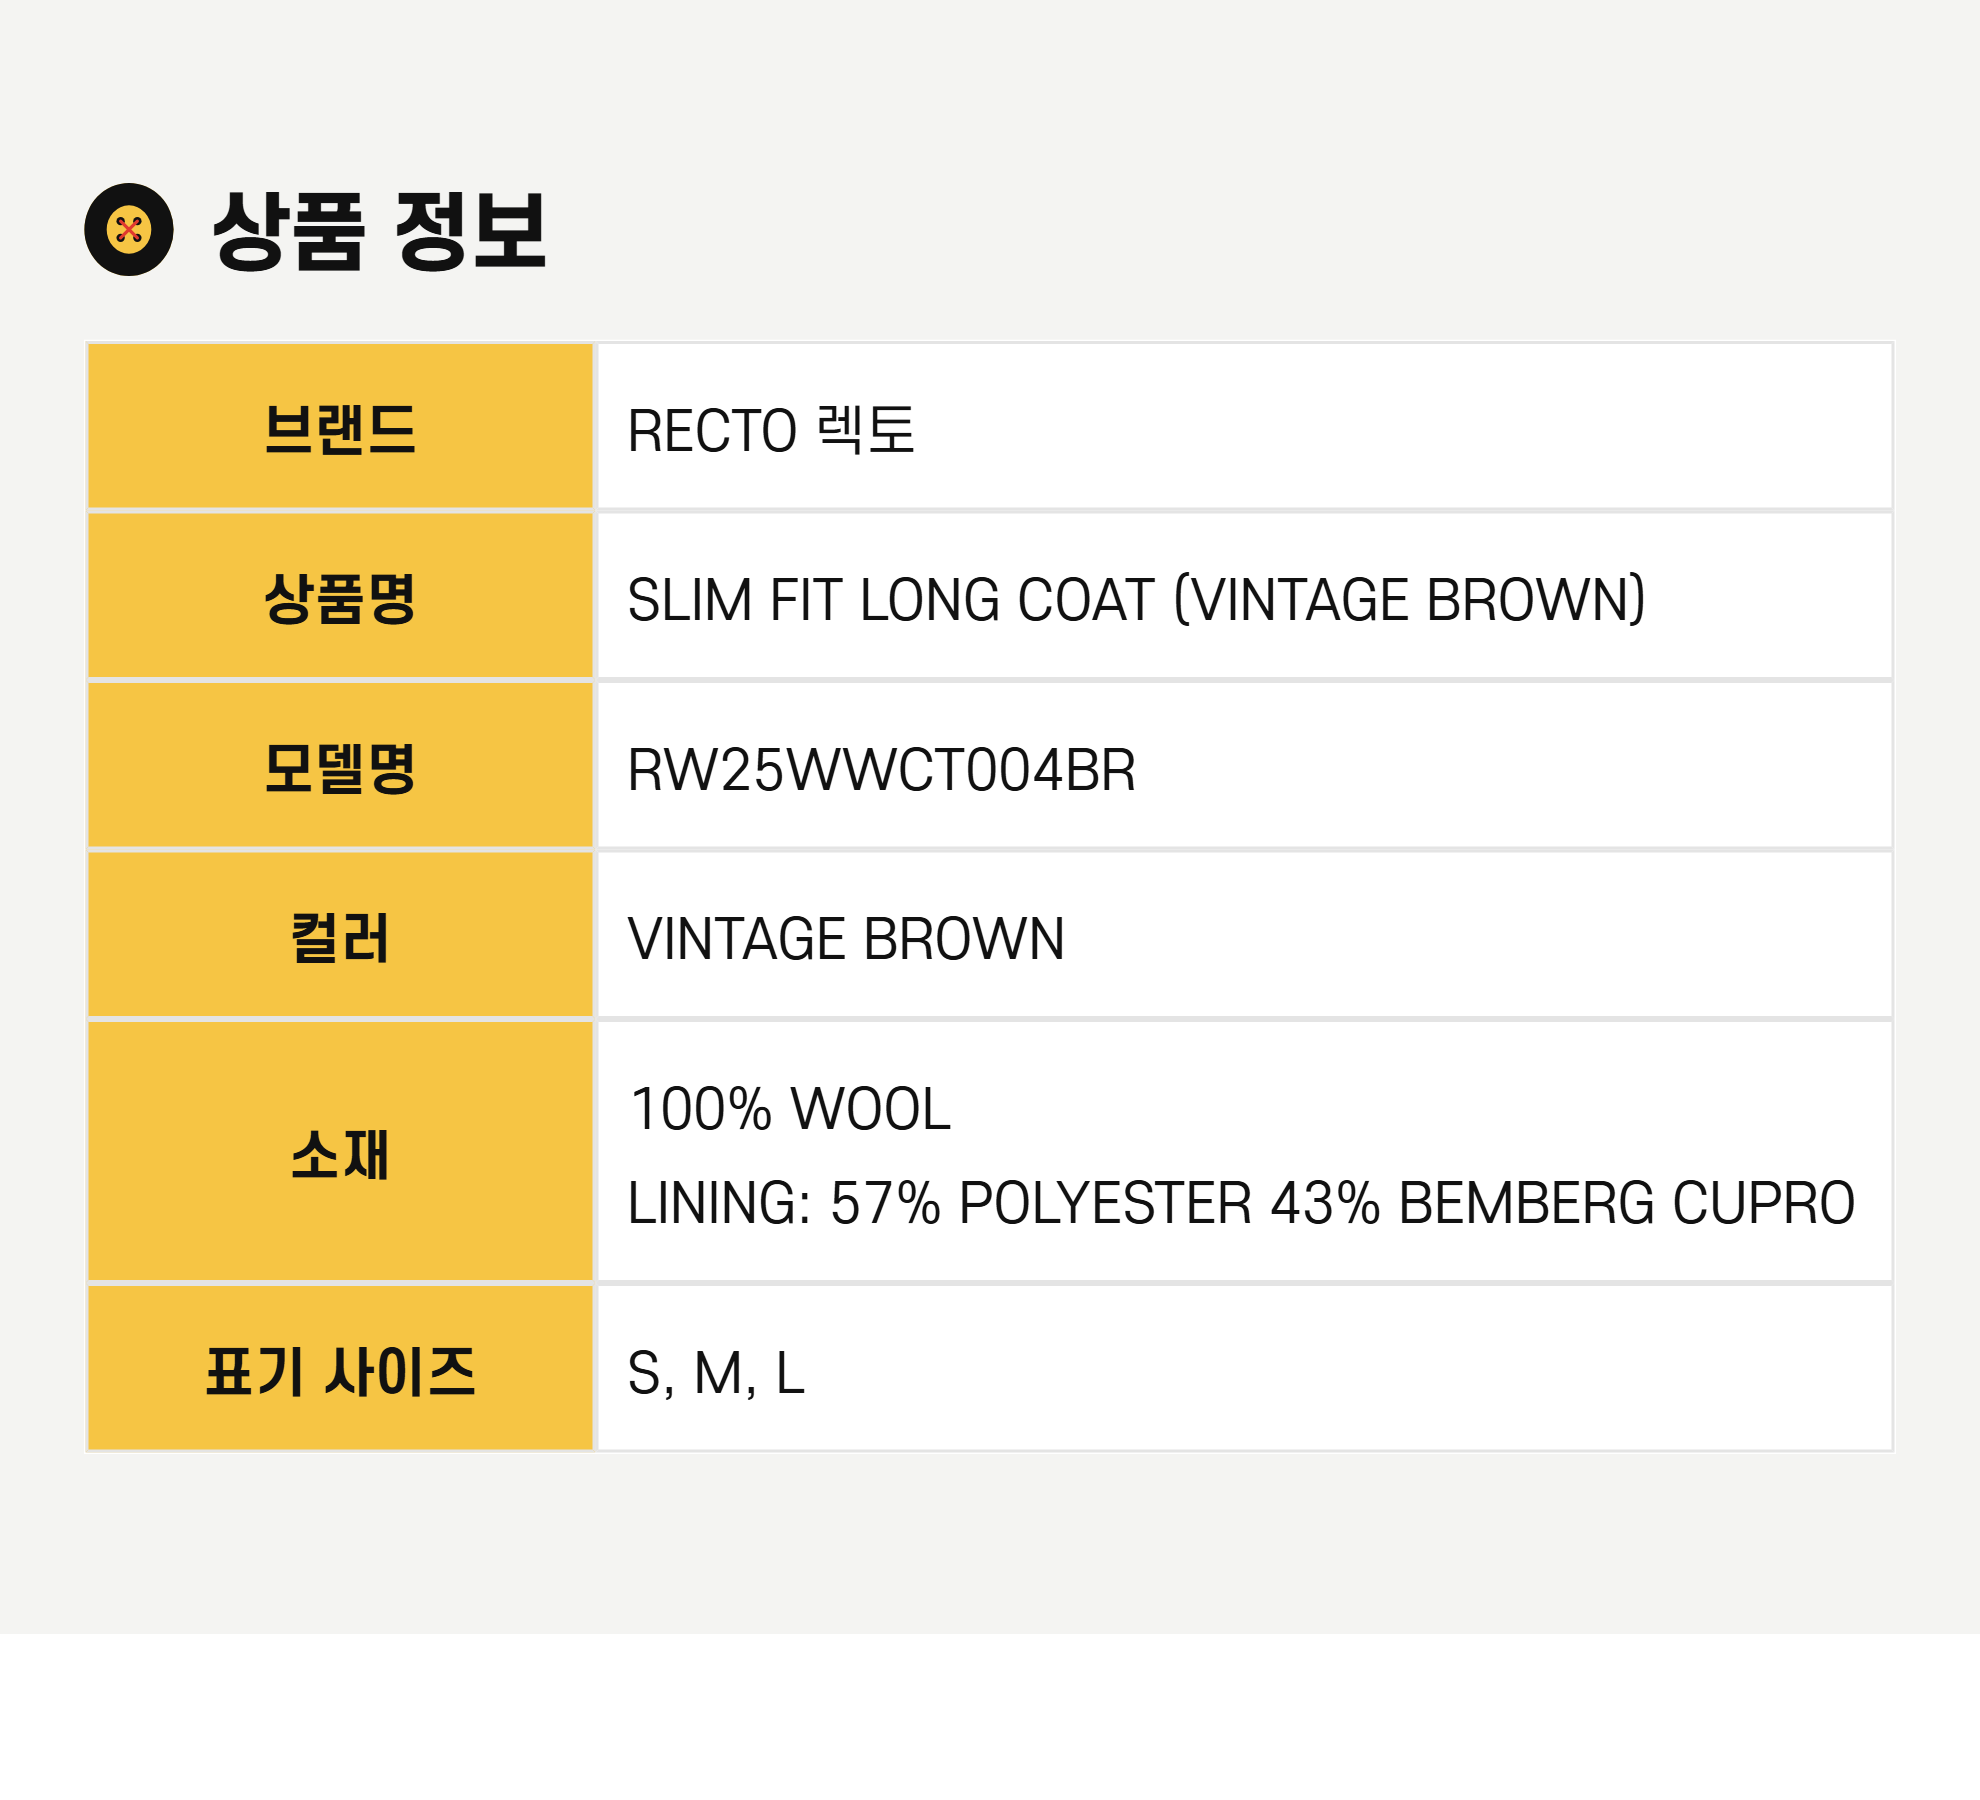 상품 정보
브랜드
RECTO 렉토
상품명
SLIM FIT LONG COAT (VINTAGE BROWN)
모델명
RW25WWCT004BR
컬러
VINTAGE BROWN
소재
100% WOOL
LINING: 57% POLYESTER 43% BEMBERG CUPRO
표기 사이즈
S, M, L